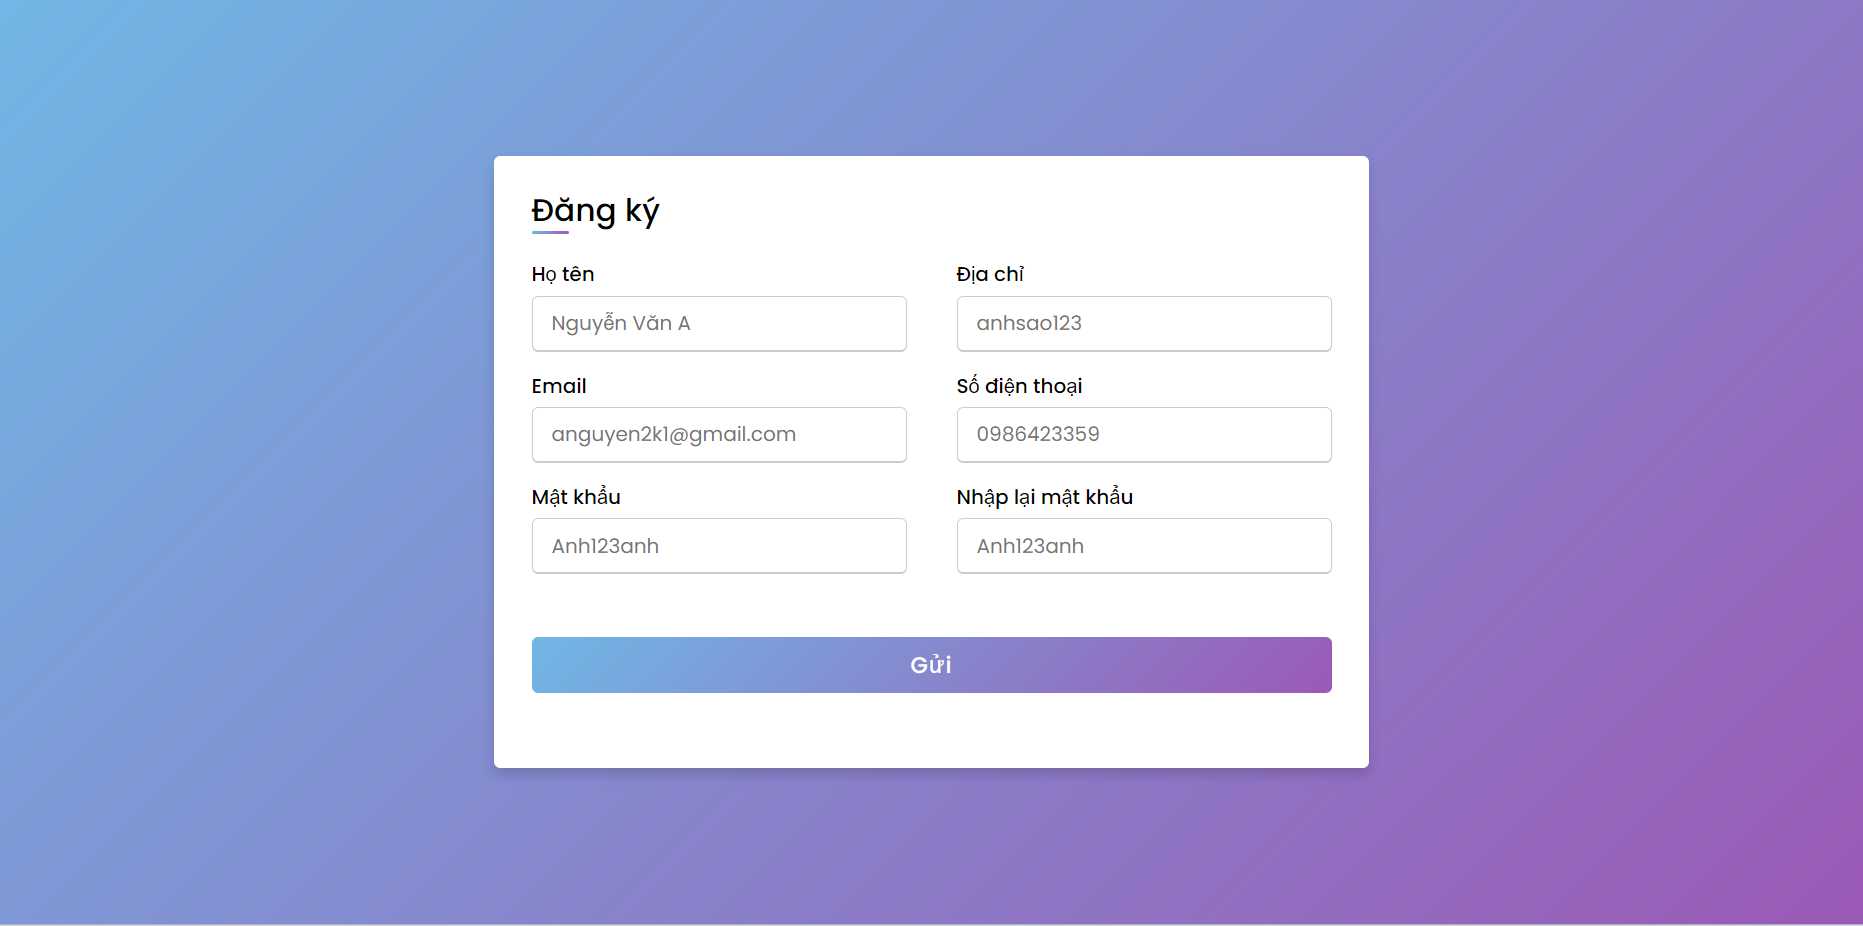 Đăng ký
Họ tên
Địa chỉ
Nguyễn Văn A
anhsao123
Email
Số điện thoại
anguyen2k1@gmail.com
0986423359
Mật khẩu
Nhập lại mật khẩu
Anh123anh
Anh123anh
Gửi